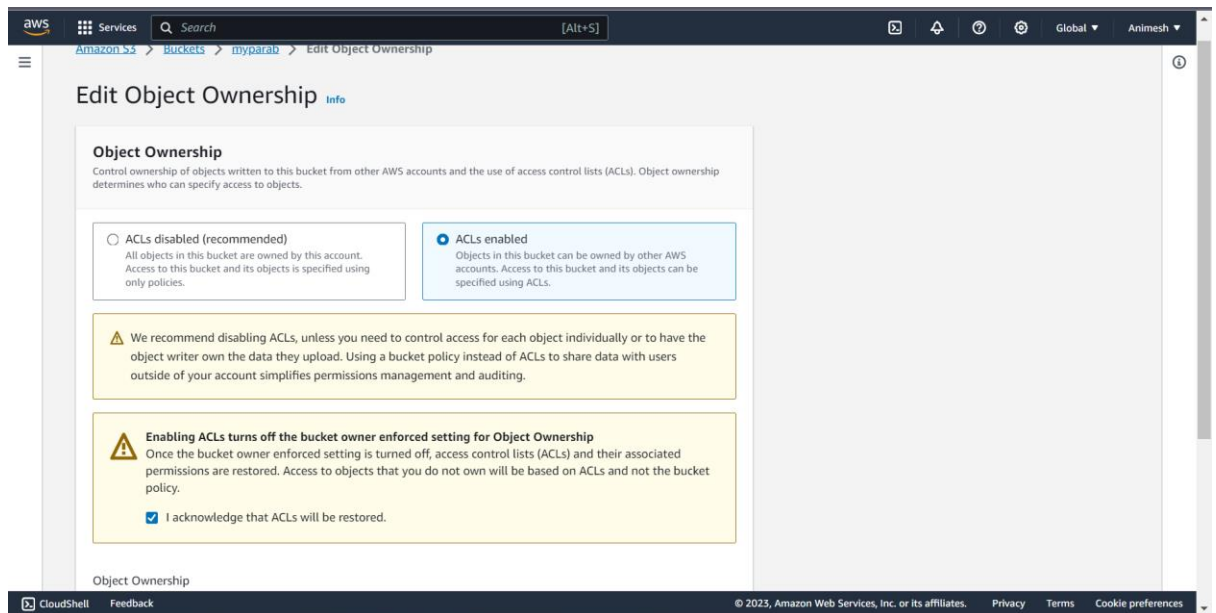 aws
Services
Search
[Alt+S]
Global
Animesh
Amazon S3 > Buckets > myparab > Edit Object Ownership
Edit Object Ownership Info
Object Ownership
Control ownership of objects written to this bucket from other AWS accounts and the use of access control lists (ACLs). Object ownership
determines who can specify access to objects.
ACLs disabled (recommended)
All objects in this bucket are owned by this account.
Access to this bucket and its objects is specified using
only policies.
ACLs enabled
Objects in this bucket can be owned by other AWS
accounts. Access to this bucket and its objects can be
specified using ACLs.
We recommend disabling ACLs, unless you need to control access for each object individually or to have the
object writer own the data they upload. Using a bucket policy instead of ACLs to share data with users
outside of your account simplifies permissions management and auditing.
Enabling ACLs turns off the bucket owner enforced setting for Object Ownership
Once the bucket owner enforced setting is turned off, access control lists (ACLs) and their associated
permissions are restored. Access to objects that you do not own will be based on ACLs and not the bucket
policy.
I acknowledge that ACLs will be restored.
Object Ownership
CloudShell
Feedback
© 2023, Amazon Web Services, Inc. or its affiliates.
Privacy
Terms
Cookie preferences